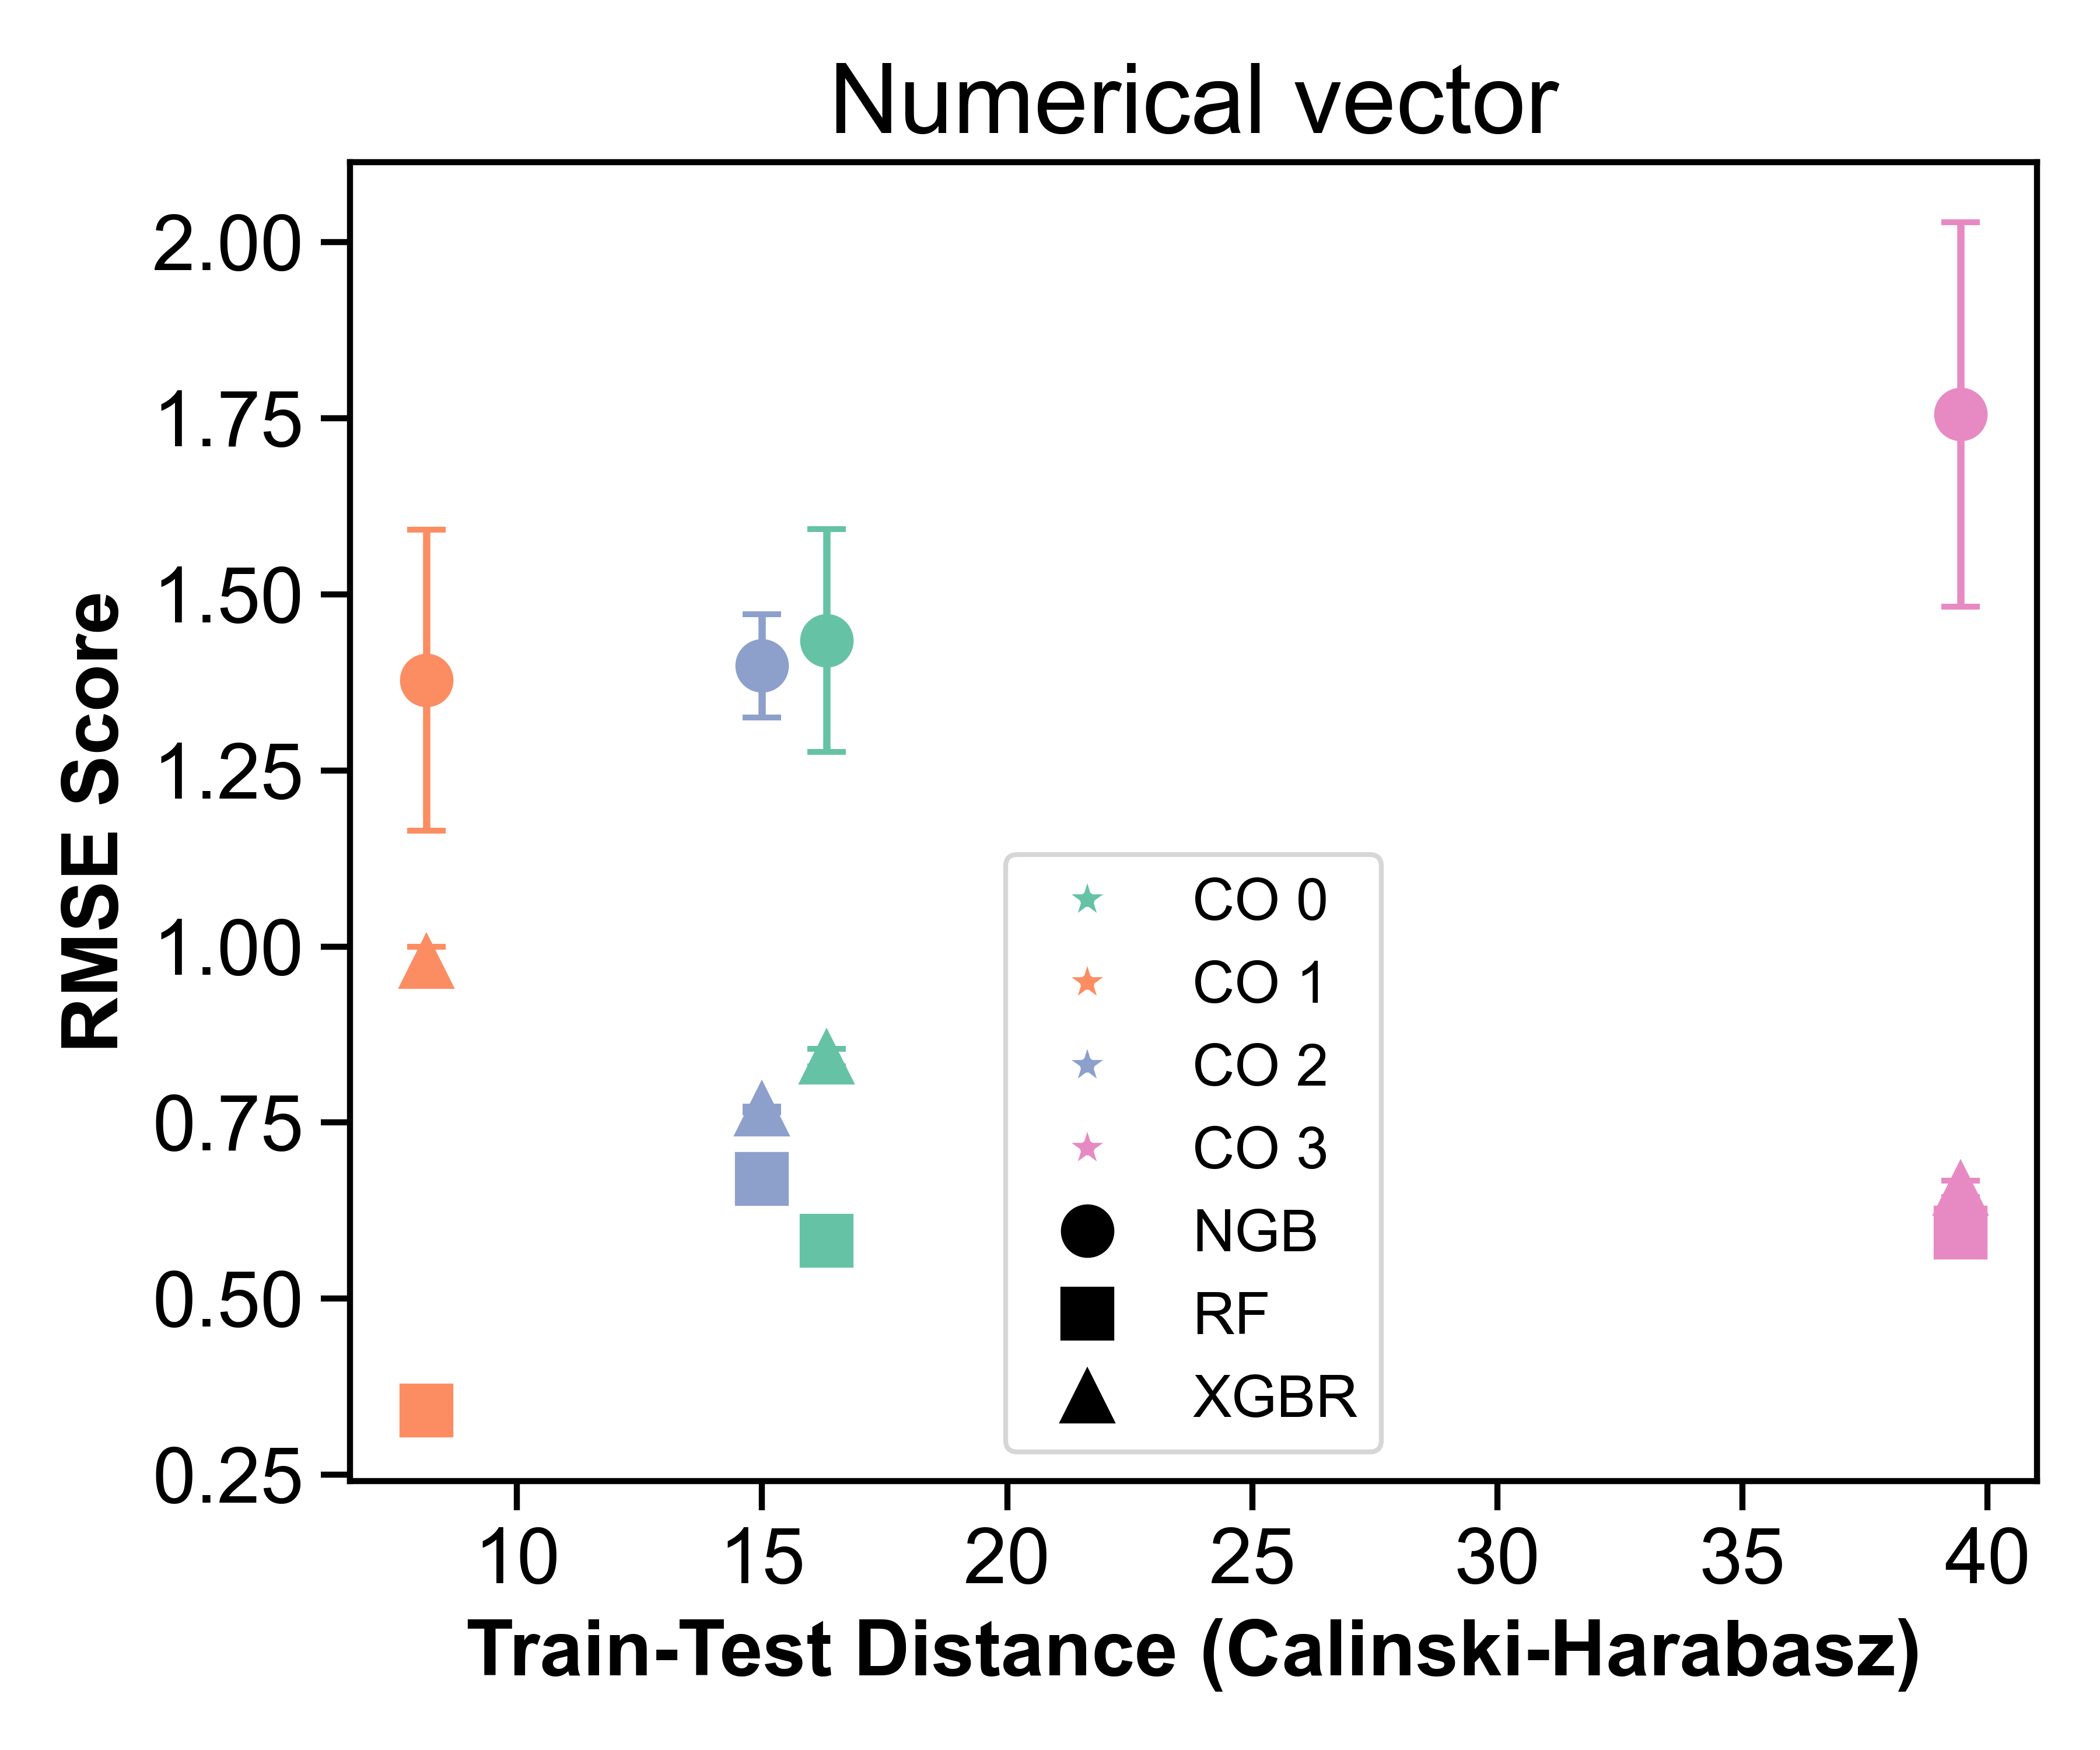 Numerical vector
2.00
1.75
1.50
1.25
1.00
0.75
0.50
0.25
RMSE Score
CO 0
CO 1
CO 2
CO 3
NGB
RF
XGBR
10 15 20 25 30 35 40
Train-Test Distance (Calinski-Harabasz)